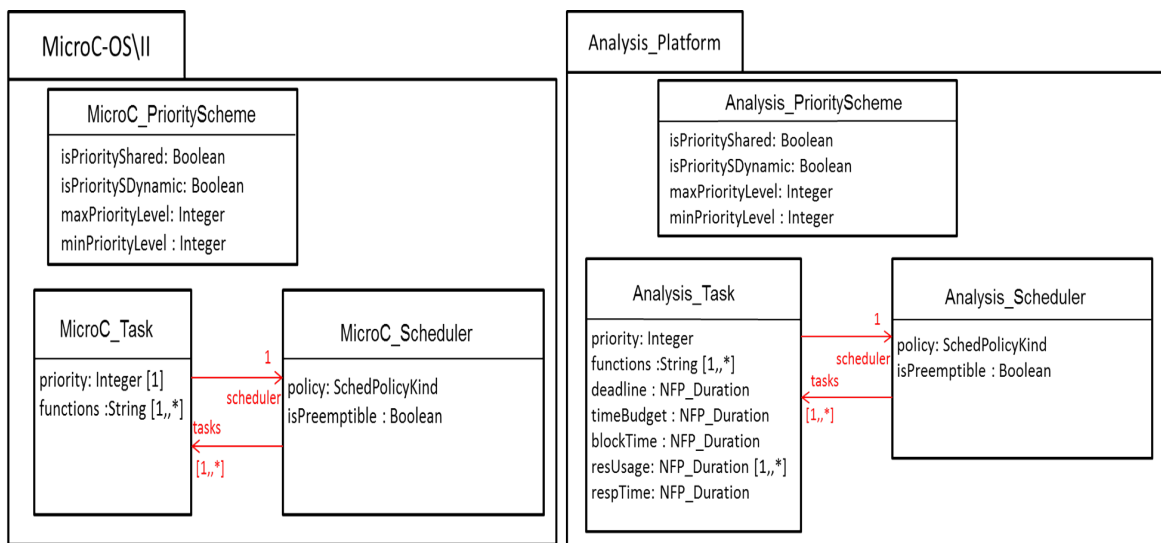 MicroC-OS\II
MicroC_PriorityScheme
isPriorityShared: Boolean
isPrioritySDynamic: Boolean
maxPriorityLevel: Integer
minPriorityLevel : Integer
MicroC_Task
priority: Integer [1]
functions :String [1,,*]
1
scheduler
tasks
[1,,*]
MicroC_Scheduler
policy: SchedPolicyKind
isPreemptible : Boolean
Analysis_Platform
Analysis_PriorityScheme
isPriorityShared: Boolean
isPrioritySDynamic: Boolean
maxPriorityLevel: Integer
minPriorityLevel : Integer
Analysis_Task
priority: Integer
functions :String [1,,*]
deadline : NFP_Duration
timeBudget : NFP_Duration
blockTime : NFP_Duration
resUsage: NFP_Duration [1,,*]
respTime: NFP_Duration
1
scheduler
tasks
[1,,*]
Analysis_Scheduler
policy: SchedPolicyKind
isPreemptible : Boolean